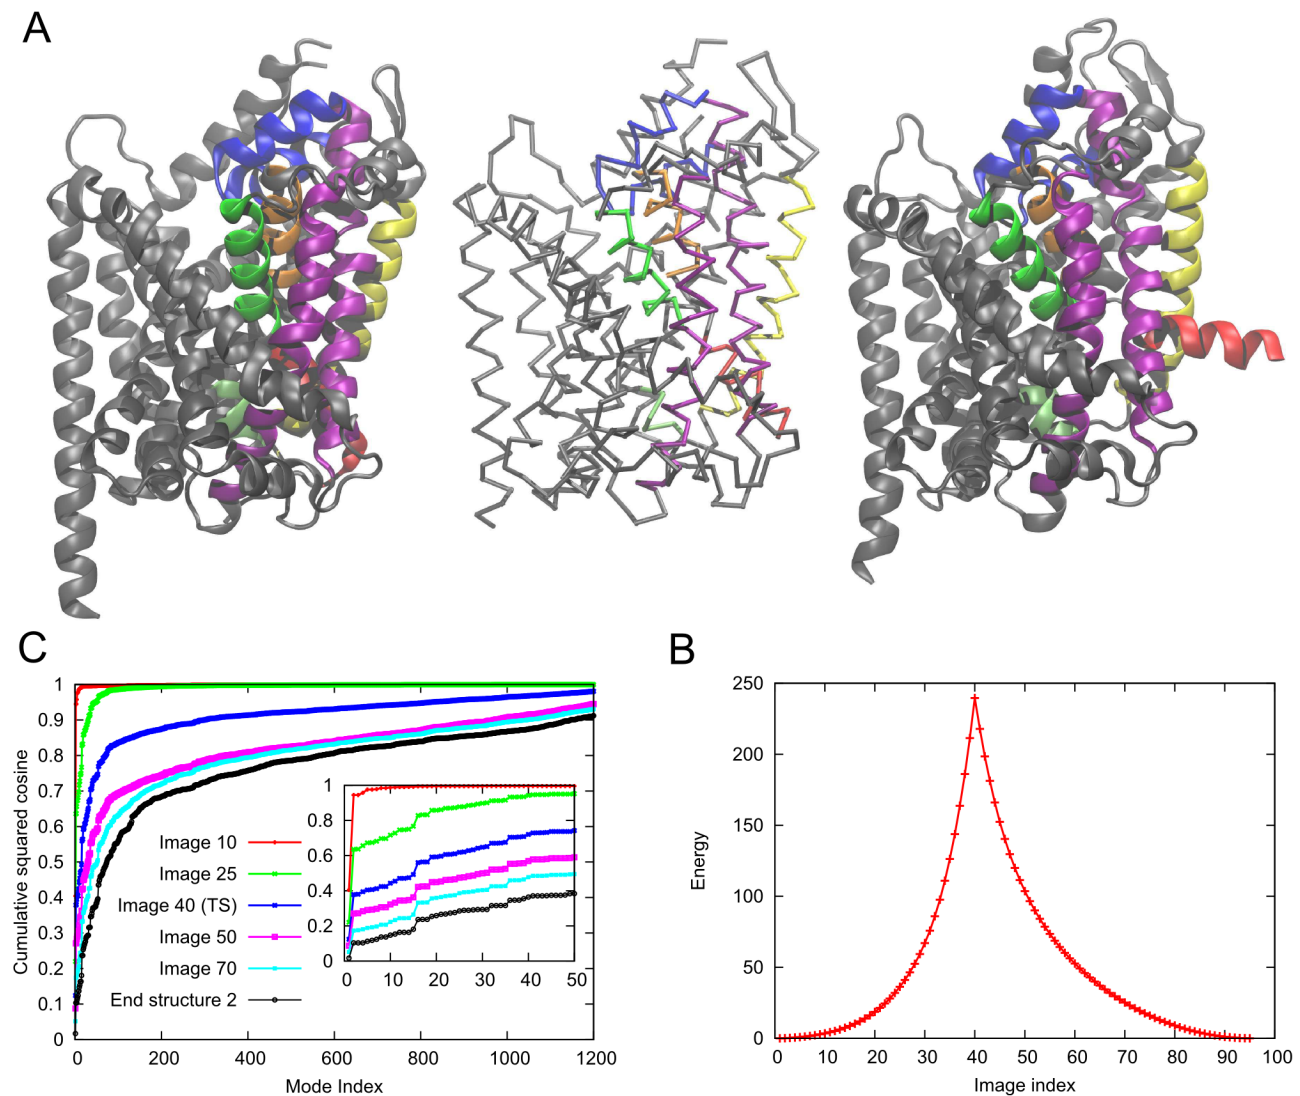 A
C
B
Cumulative squared cosine
1
0.9
0.8
0.7
0.6
0.5
0.4
0.3
0.2
0.1
0
Image 10
Image 25
Image 40 (TS)
Image 50
Image 70
End structure 2
1
0.8
0.6
0.4
0.2
0
0 10 20 30 40 50
0 200 400 600 800 1000 1200
Mode Index
Energy
250
200
150
100
50
0
0 10 20 30 40 50 60 70 80 90 100
Image index